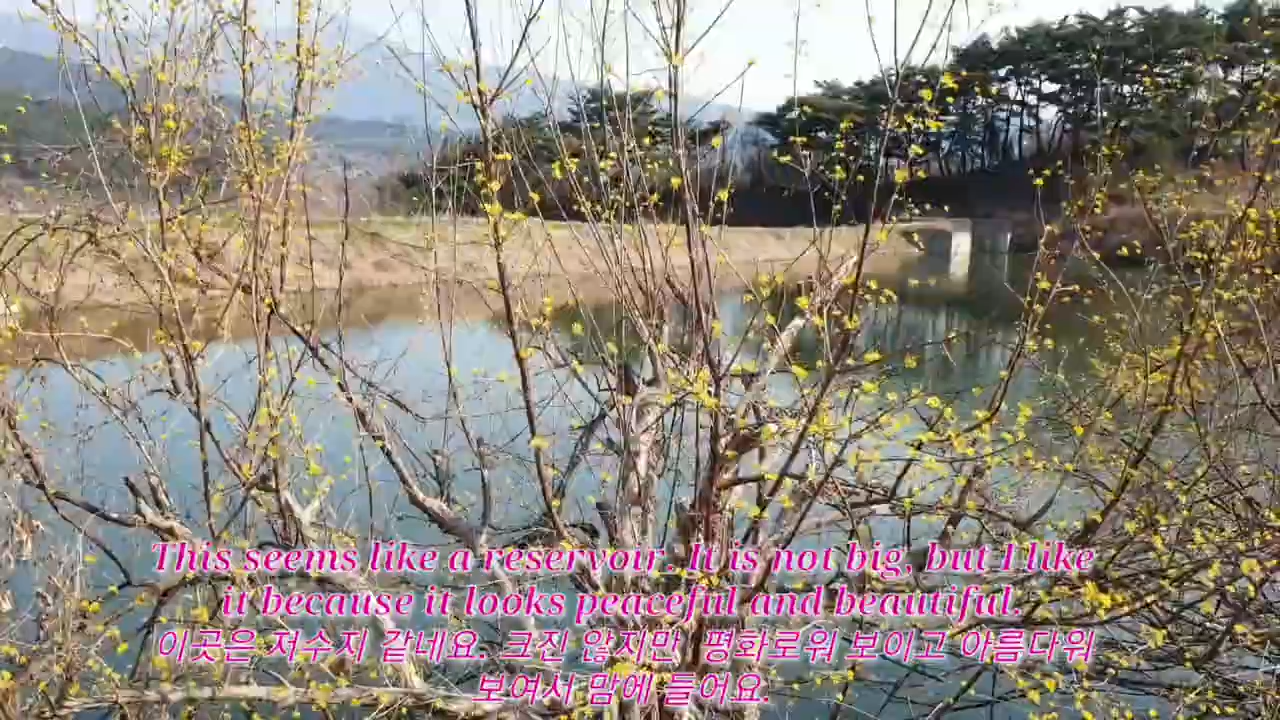 This seems like a reservoir. It is not big, but I like
it because it looks peaceful and beautiful.
이곳은 저수지 같네요. 크진 않지만 평화로워 보이고 아름다워
보여서 맘에 들어요.